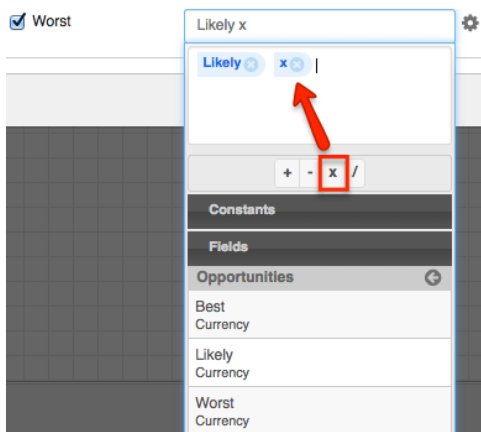 Worst
Likely x
Likely x
+ - x /
Constants
Fields
Opportunities
Best
Currency
Likely
Currency
Worst
Currency